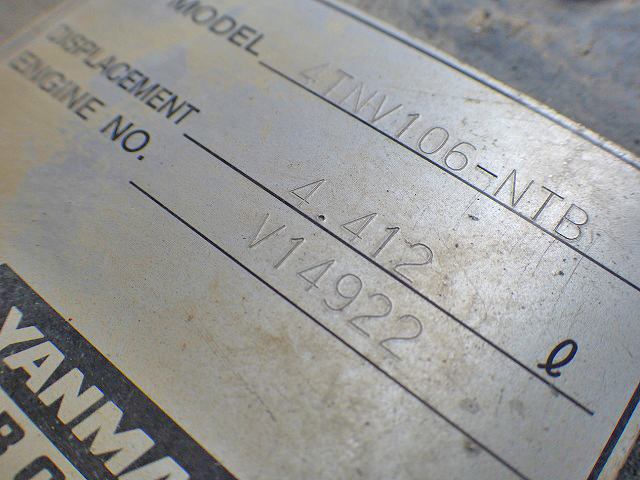 MODEL 4TNV106-NTB
DISPLACEMENT 4.412 ℓ
ENGINE NO. V14922
YANMA